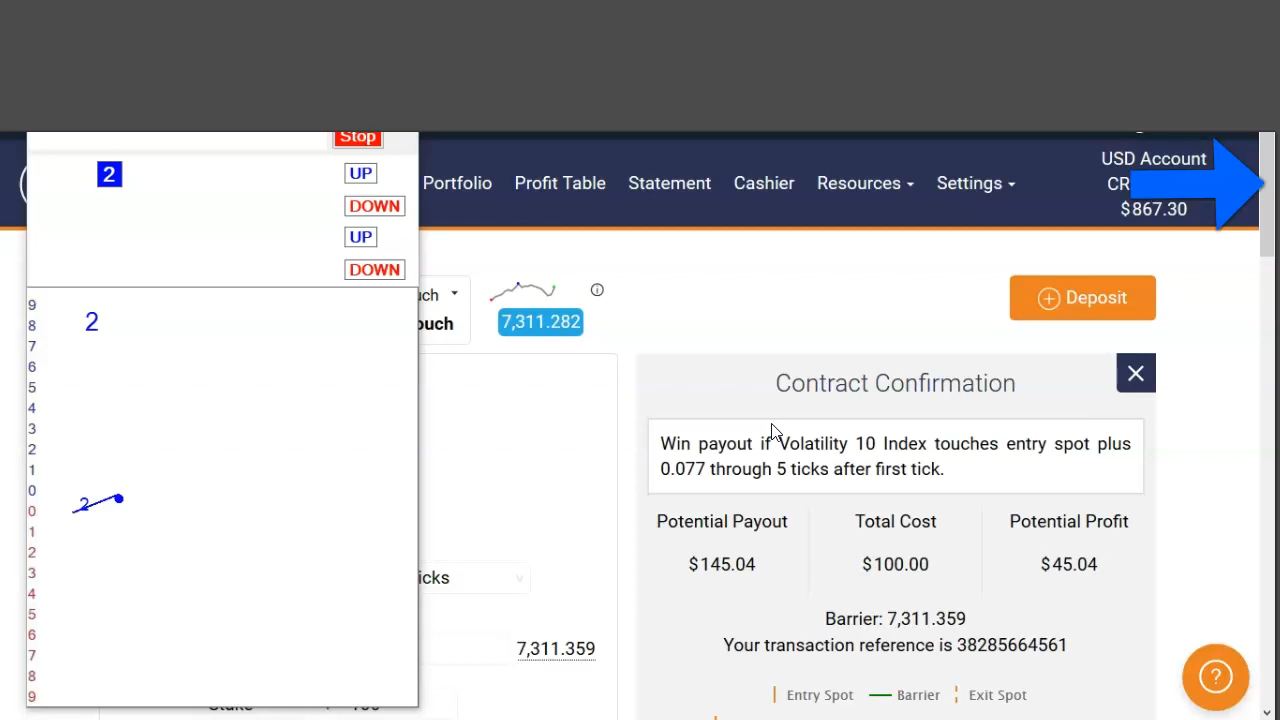 Stop
2
UP
DOWN
UP
DOWN
9
2
8
7
6
5
4
3
2
1
0
2
0
1
2
3
4
5
6
7
8
9
Portfolio Profit Table Statement Cashier Resources Settings
USD Account
CR
$867.30
uch
ouch
7,311.282
Deposit
Contract Confirmation
Win payout if Volatility 10 Index touches entry spot plus
0.077 through 5 ticks after first tick.
Potential Payout Total Cost Potential Profit
$145.04 $100.00 $45.04
Barrier: 7,311.359
Your transaction reference is 38285664561
Entry Spot Barrier Exit Spot
icks
7,311.359
?